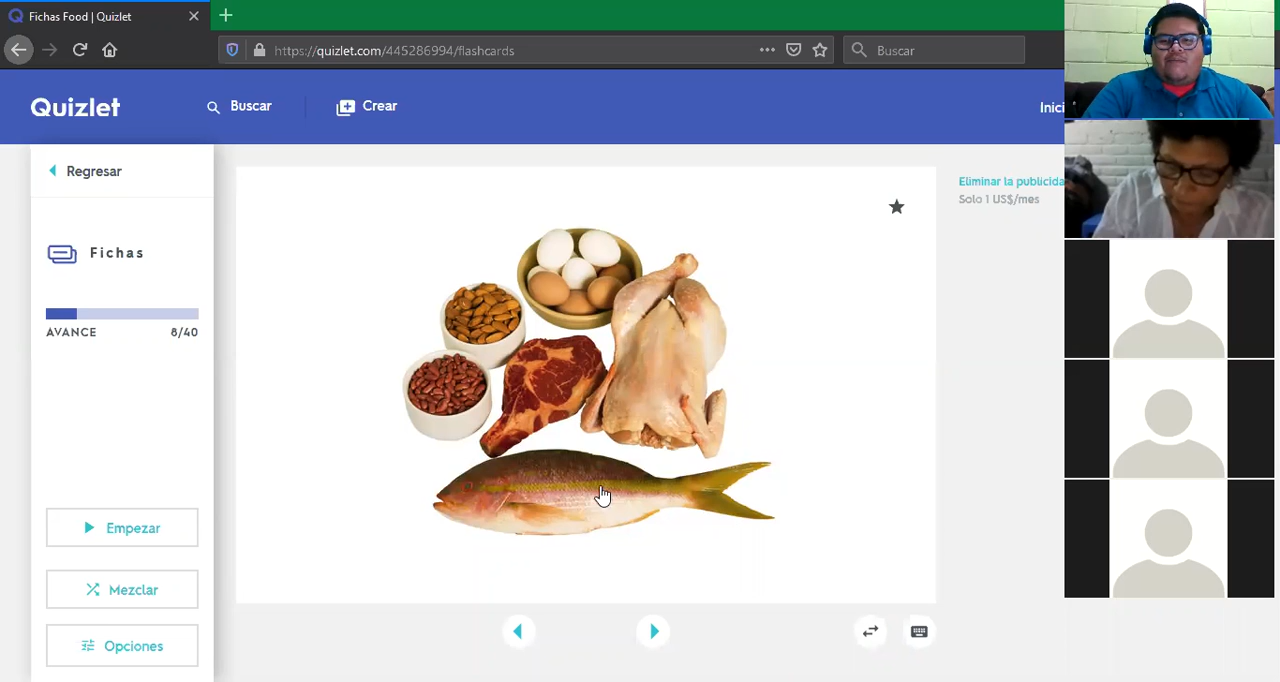 Fichas Food | Quizlet
https://quizlet.com/445286994/flashcards
Buscar
Quizlet
Buscar
Crear
Inici
Regresar
Eliminar la publicida
Solo 1 US$/mes
Fichas
AVANCE 8/40
Empezar
Mezclar
Opciones